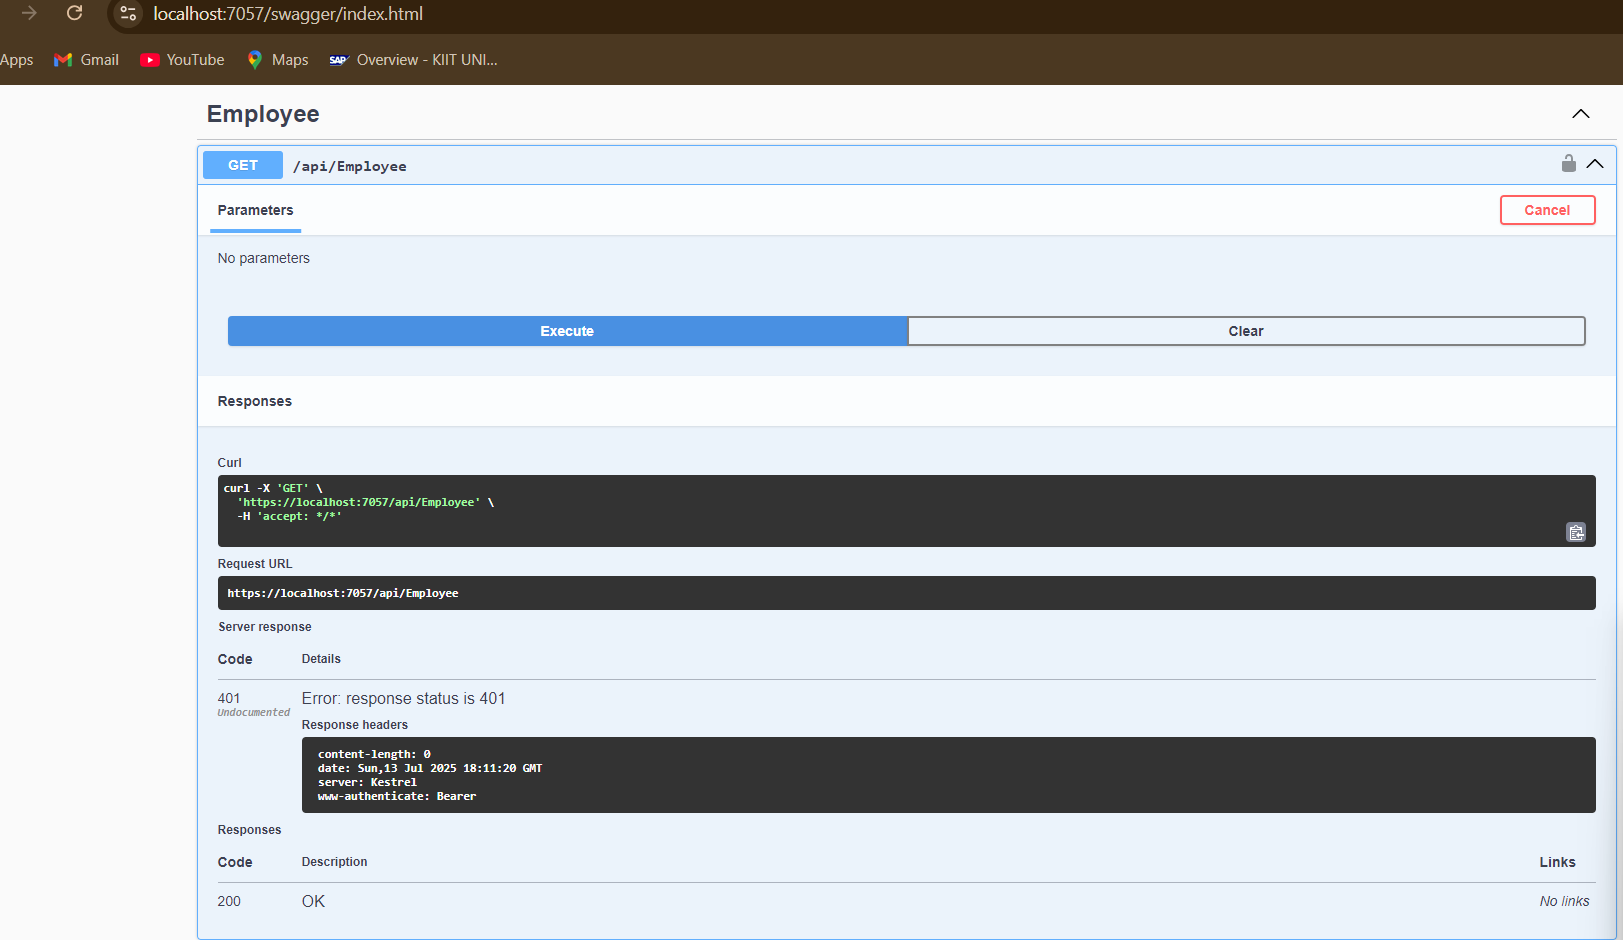 localhost:7057/swagger/index.html
Apps Gmail YouTube Maps SAP Overview - KIIT UNI...
Employee
GET /api/Employee
Parameters Cancel
No parameters
Execute Clear
Responses
Curl
curl -X 'GET' \
'https://localhost:7057/api/Employee' \
-H 'accept: */*'
Request URL
https://localhost:7057/api/Employee
Server response
Code Details
401 Error: response status is 401
Undocumented
Response headers
content-length: 0
date: Sun,13 Jul 2025 18:11:20 GMT
server: Kestrel
www-authenticate: Bearer
Responses
Code Description Links
200 OK No links